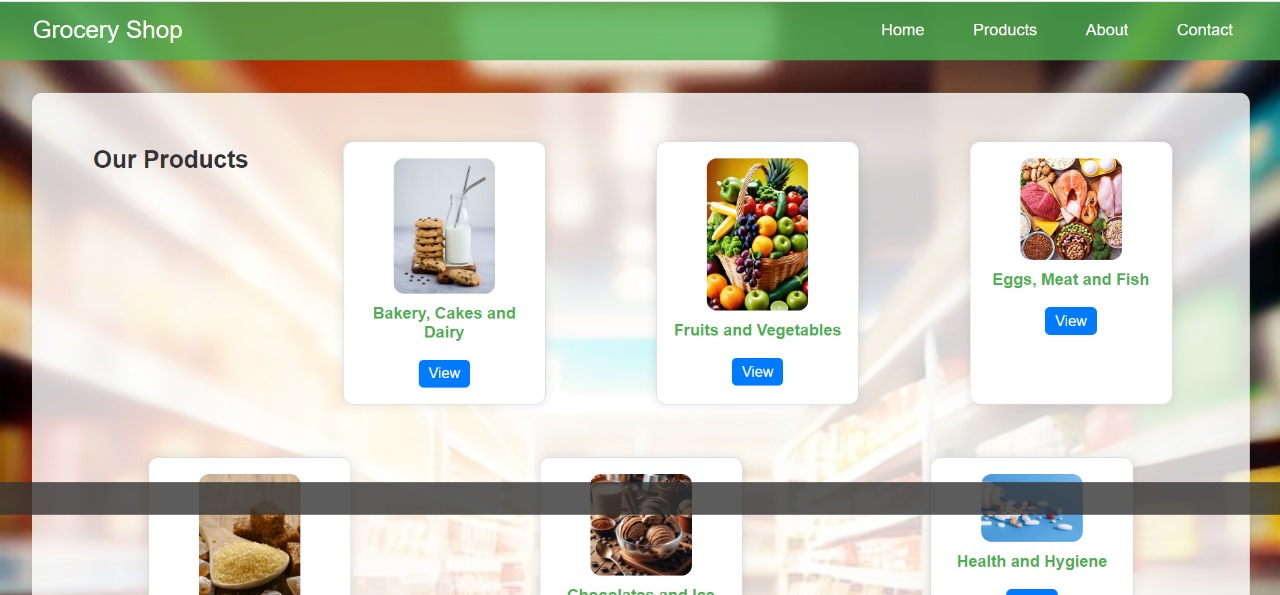 Grocery Shop
Home
Products
About
Contact
Our Products
Bakery, Cakes and
Dairy
View
Fruits and Vegetables
View
Eggs, Meat and Fish
View
Chocolates and Ice
Health and Hygiene